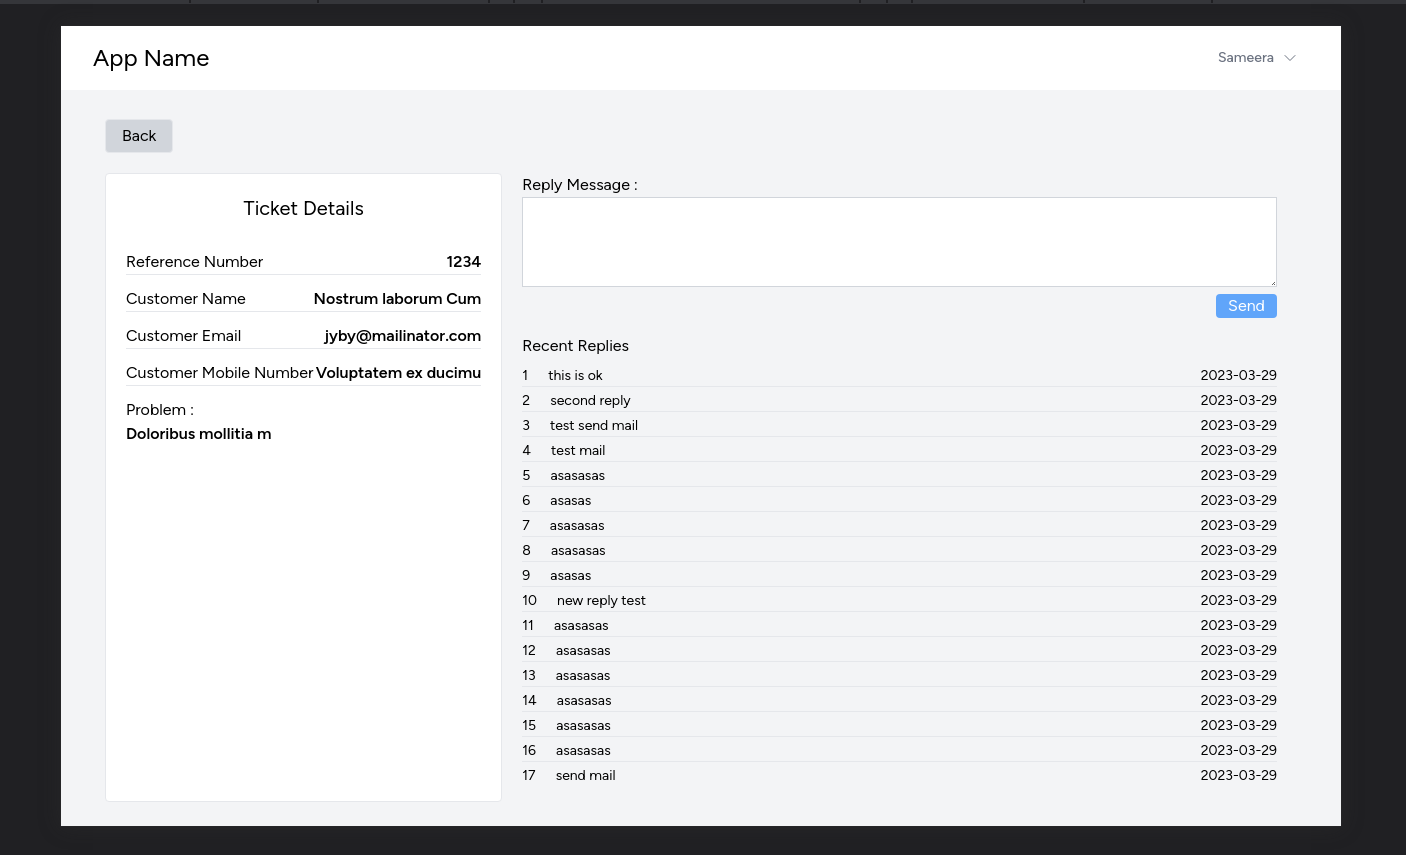 App Name
Sameera
Back
Ticket Details
Reference Number 1234
Customer Name Nostrum laborum Cum
Customer Email jyby@mailinator.com
Customer Mobile Number Voluptatem ex ducimu
Problem :
Doloribus mollitia m
Reply Message :
Send
Recent Replies
1 this is ok 2023-03-29
2 second reply 2023-03-29
3 test send mail 2023-03-29
4 test mail 2023-03-29
5 asasasas 2023-03-29
6 asasas 2023-03-29
7 asasasas 2023-03-29
8 asasasas 2023-03-29
9 asasas 2023-03-29
10 new reply test 2023-03-29
11 asasasas 2023-03-29
12 asasasas 2023-03-29
13 asasasas 2023-03-29
14 asasasas 2023-03-29
15 asasasas 2023-03-29
16 asasasas 2023-03-29
17 send mail 2023-03-29